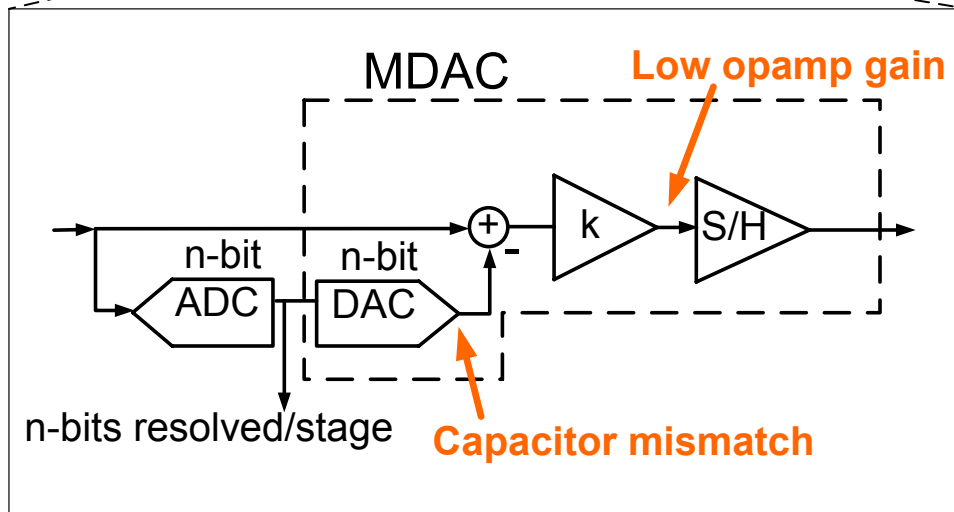 MDAC
Low opamp gain
+
-
k
S/H
n-bit
n-bit
ADC
DAC
n-bits resolved/stage
Capacitor mismatch